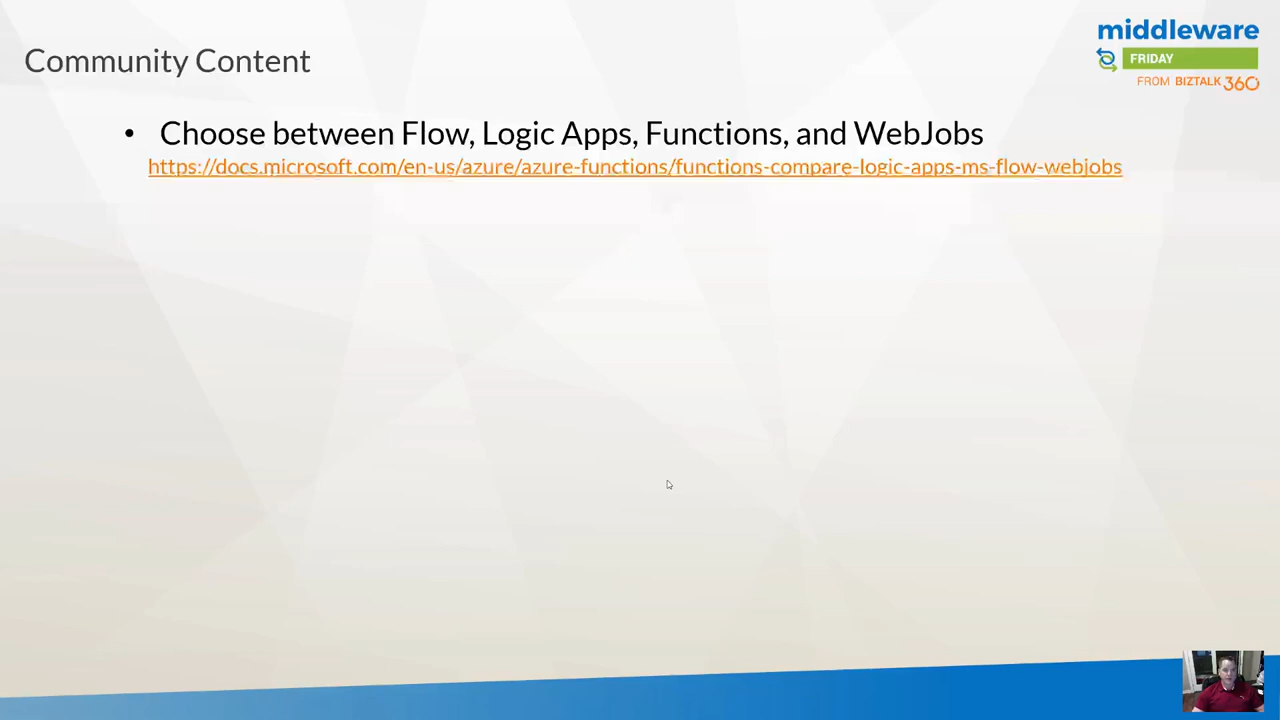 middleware
FRIDAY
FROM BIZTALK 360
Community Content
• Choose between Flow, Logic Apps, Functions, and WebJobs
https://docs.microsoft.com/en-us/azure/azure-functions/functions-compare-logic-apps-ms-flow-webjobs